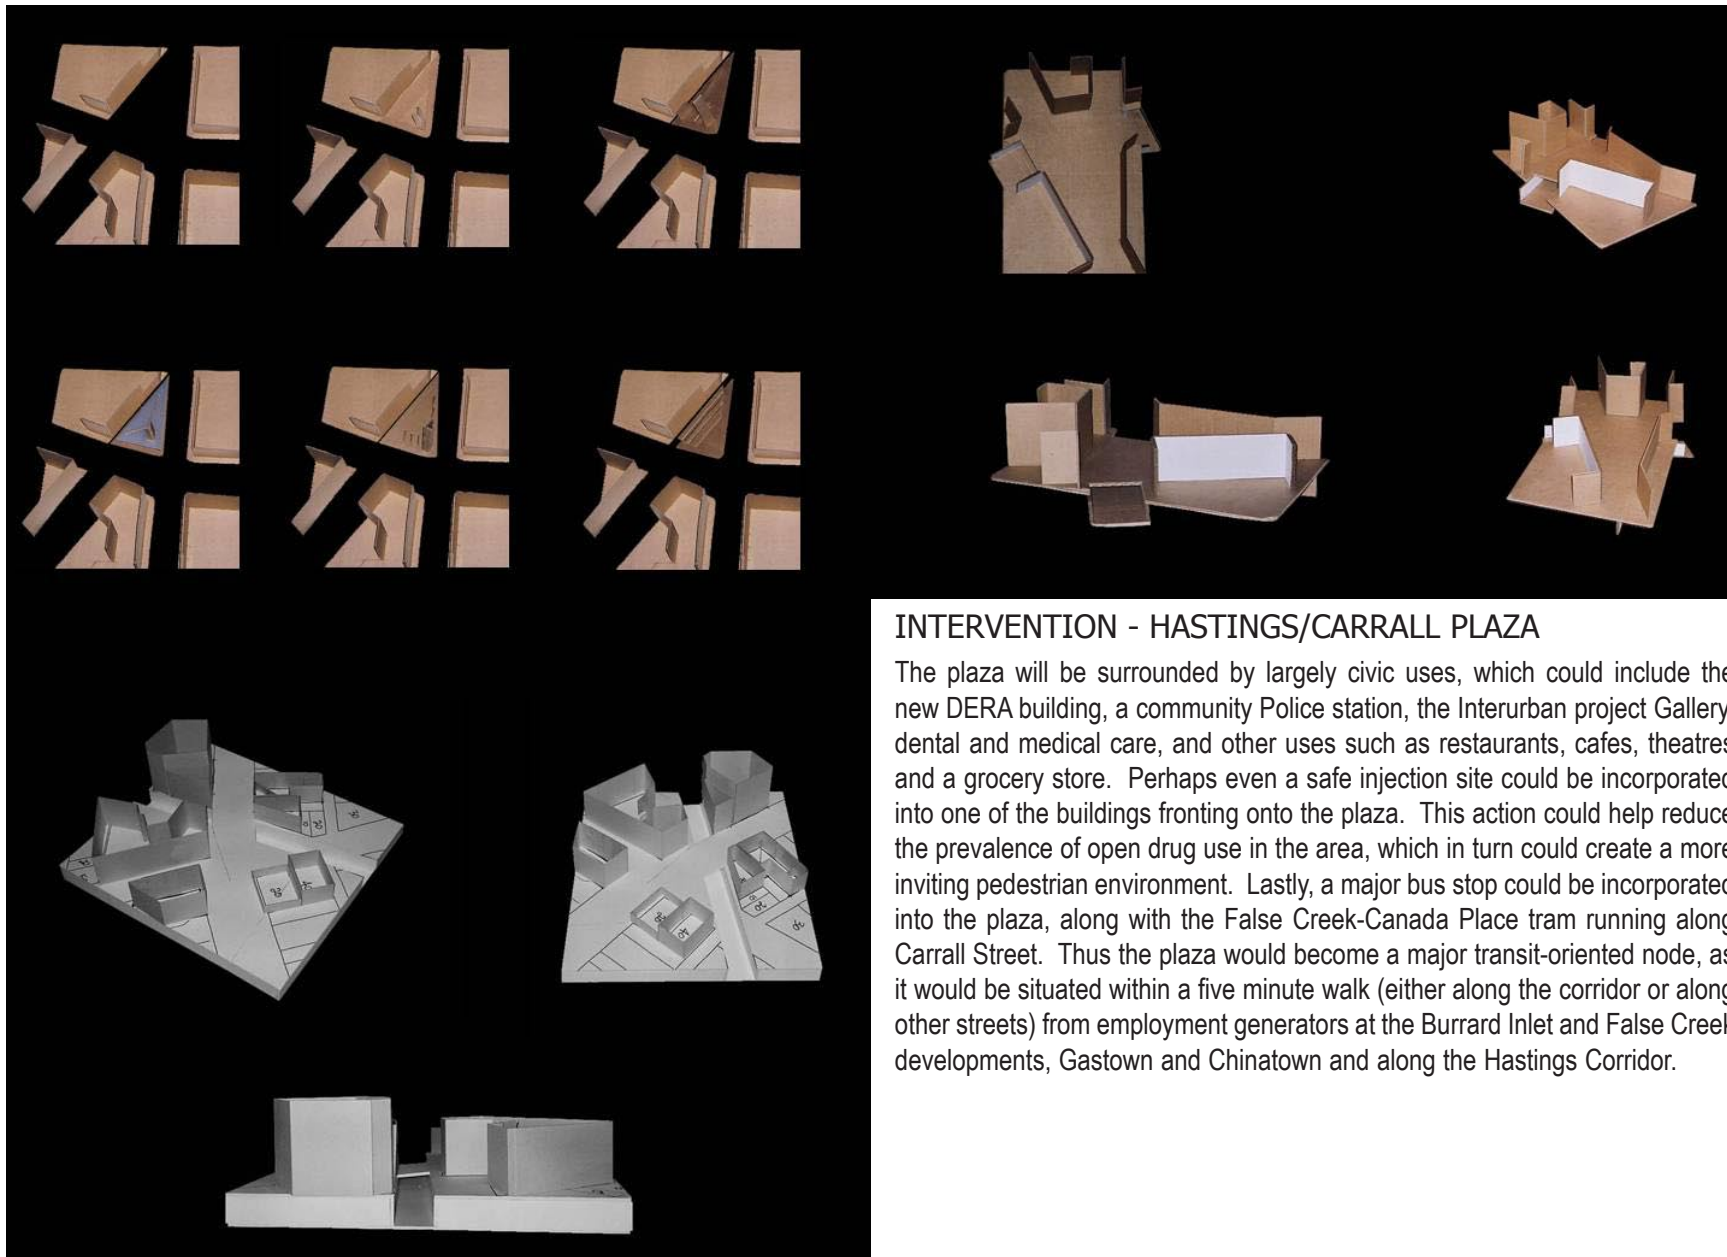 INTERVENTION - HASTINGS/CARRALL PLAZA
The plaza will be surrounded by largely civic uses, which could include the
new DERA building, a community Police station, the Interurban project Gallery
dental and medical care, and other uses such as restaurants, cafes, theatres
and a grocery store. Perhaps even a safe injection site could be incorporated
into one of the buildings fronting onto the plaza. This action could help reduce
the prevalence of open drug use in the area, which in turn could create a more
inviting pedestrian environment. Lastly, a major bus stop could be incorporated
into the plaza, along with the False Creek-Canada Place tram running along
Carrall Street. Thus the plaza would become a major transit-oriented node, as
it would be situated within a five minute walk (either along the corridor or along
other streets) from employment generators at the Burrard Inlet and False Creek
developments, Gastown and Chinatown and along the Hastings Corridor.